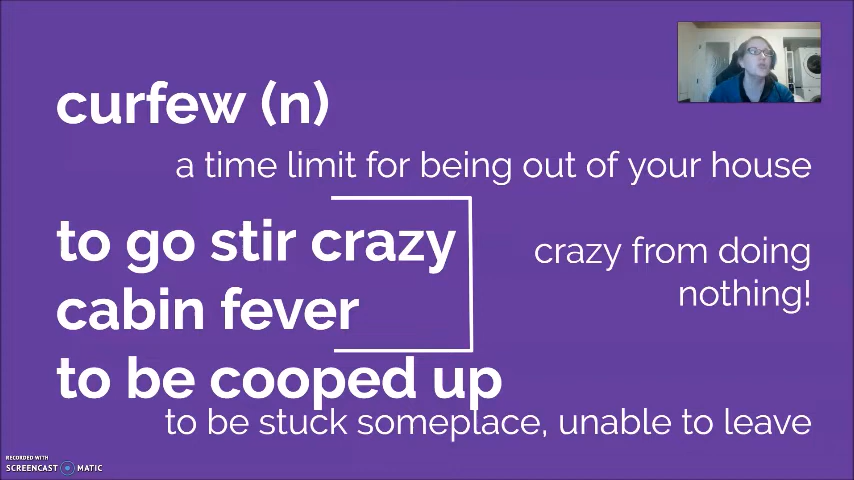 curfew (n)
a time limit for being out of your house
to go stir crazy
cabin fever
crazy from doing
nothing!
to be cooped up
to be stuck someplace, unable to leave
RECORDED WITH
SCREENCAST MATIC